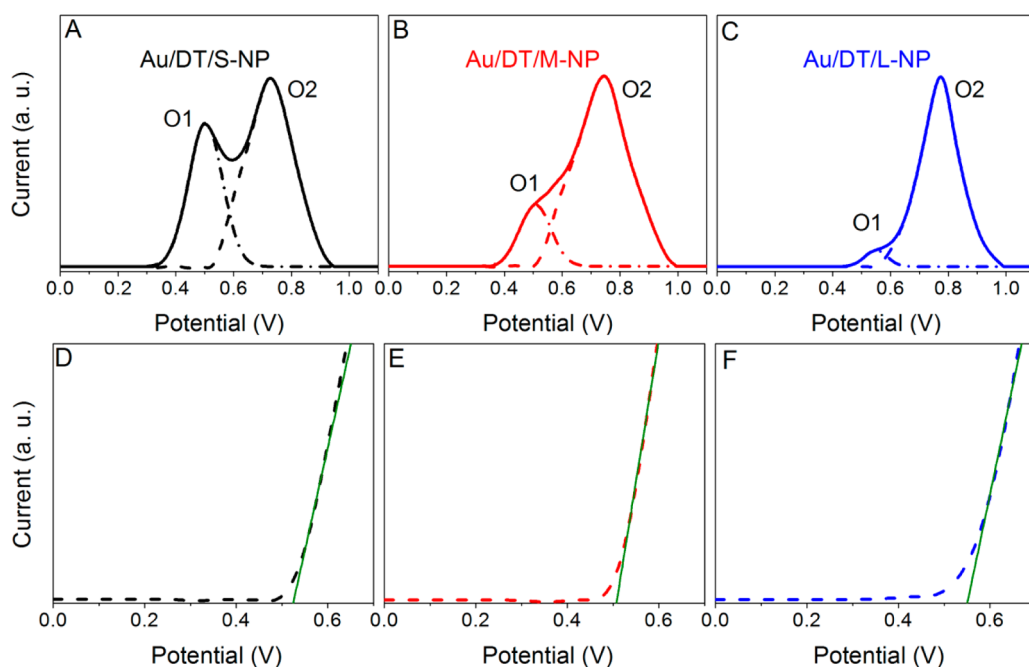 A
Au/DT/S-NP
O1
O2
Current (a. u.)
0.0 0.2 0.4 0.6 0.8 1.0
Potential (V)
B
Au/DT/M-NP
O1
O2
0.0 0.2 0.4 0.6 0.8 1.0
Potential (V)
C
Au/DT/L-NP
O1
O2
0.0 0.2 0.4 0.6 0.8 1.0
Potential (V)
D
Current (a. u.)
0.0 0.2 0.4 0.6
Potential (V)
E
0.0 0.2 0.4 0.6
Potential (V)
F
0.0 0.2 0.4 0.6
Potential (V)